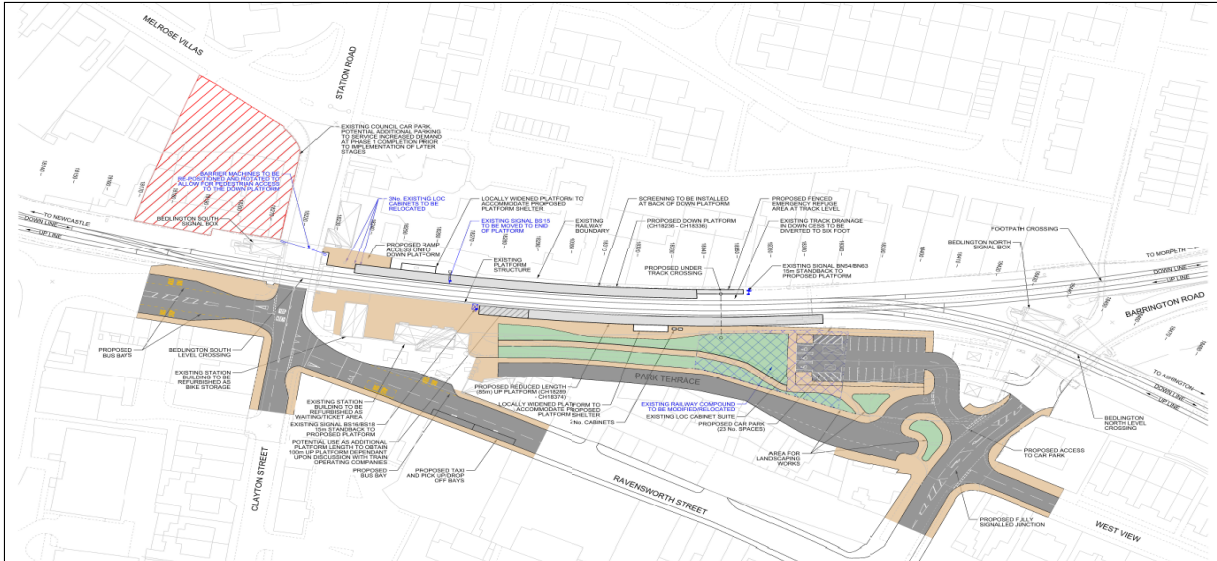 MELROSE VILLAS
STATION ROAD
EXISTING COUNCIL CAR PARK
POTENTIAL ADDITIONAL PARKING
TO SERVICE INCREASED DEMAND
AT PHASE 1 COMPLETION PRIOR
TO IMPLEMENTATION OF LATER
STAGES
BARRIER MACHINES TO BE
RE-POSITIONED AND ROTATED TO
ALLOW FOR PEDESTRIAN ACCESS
TO THE DOWN PLATFORM
3No. EXISTING LOC
CABINETS TO BE
RELOCATED
LOCALLY WIDENED PLATFORM TO
ACCOMMODATE PROPOSED
PLATFORM SHELTER
SCREENING TO BE INSTALLED
AT BACK OF DOWN PLATFORM
PROPOSED FENCED
EMERGENCY REFUGE
AREA AT TRACK LEVEL
TO NEWCASTLE
DOWN LINE
UP LINE
BEDLINGTON SOUTH
SIGNAL BOX
PROPOSED RAMP
ACCESS ONTO
DOWN PLATFORM
EXISTING SIGNAL BS15
TO BE MOVED TO END
OF PLATFORM
EXISTING
RAILWAY
BOUNDARY
PROPOSED DOWN PLATFORM
(CH18236 - CH18336)
EXISTING TRACK DRAINAGE
IN DOWN CESS TO BE
DIVERTED TO SIX FOOT
FOOTPATH CROSSING
BEDLINGTON NORTH
SIGNAL BOX
TO MORPETH
DOWN LINE
UP LINE
EXISTING
PLATFORM
STRUCTURE
PROPOSED UNDER
TRACK CROSSING
EXISTING SIGNAL BN64/BN63
15m STANDBACK TO
PROPOSED PLATFORM
BARRINGTON ROAD
PROPOSED
BUS BAYS
BEDLINGTON SOUTH
LEVEL CROSSING
EXISTING STATION
BUILDING TO BE
REFURBISHED AS
BIKE STORAGE
EXISTING STATION
BUILDING TO BE
REFURBISHED AS
WAITING/TICKET AREA
EXISTING SIGNAL BS16/BS18
15m STANDBACK TO
PROPOSED PLATFORM
POTENTIAL USE AS ADDITIONAL
PLATFORM LENGTH TO OBTAIN
100m UP PLATFORM DEPENDANT
UPON DISCUSSION WITH TRAIN
OPERATING COMPANIES
PROPOSED
BUS BAY
PROPOSED TAXI
AND PICK UP/DROP
OFF BAYS
PARK TERRACE
PROPOSED REDUCED LENGTH
(85m) UP PLATFORM (CH18289
- CH18374)
LOCALLY WIDENED PLATFORM TO
ACCOMMODATE PROPOSED
PLATFORM SHELTER
CABINETS
EXISTING RAILWAY COMPOUND
TO BE MODIFIED/RELOCATED
EXISTING LOC CABINET SUITE
PROPOSED CAR PARK
(23 No. SPACES)
AREA FOR
LANDSCAPING
WORKS
DOWN LINE
UP LINE
BEDLINGTON
NORTH LEVEL
CROSSING
PROPOSED ACCESS
TO CAR PARK
PROPOSED FULLY
SIGNALLED JUNCTION
CLAYTON STREET
RAVENSWORTH STREET
WEST VIEW